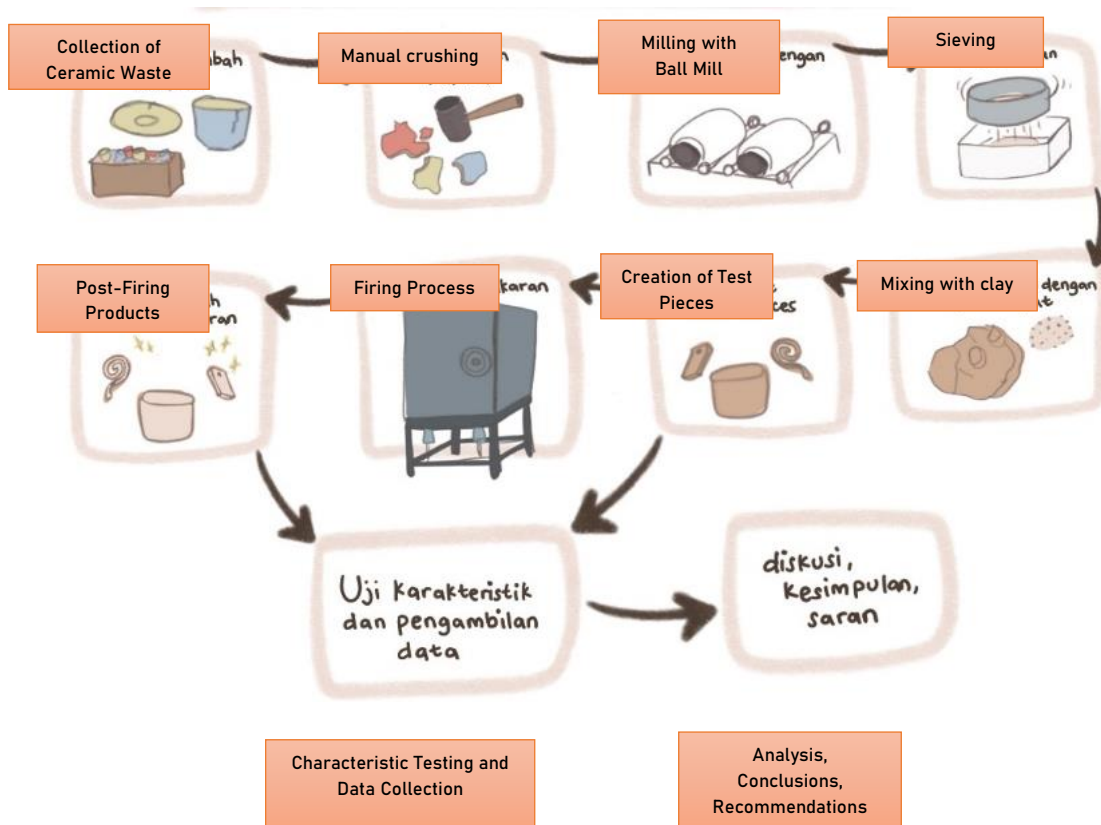 Collection of
Ceramic Waste
Manual crushing
Milling with
Ball Mill
Sieving
Post-Firing
Products
Firing Process
Creation of Test
Pieces
Mixing with clay
dengan
Uji karakteristik
dan pengambilan
data
diskusi,
kesimpulan,
saran
Characteristic Testing and
Data Collection
Analysis,
Conclusions,
Recommendations